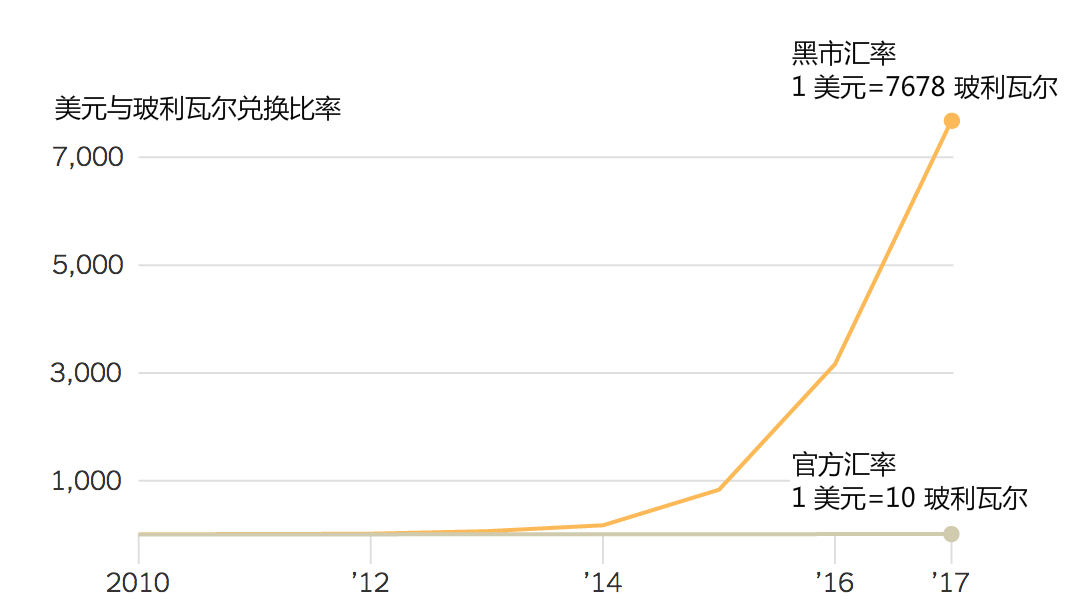 黑市汇率
1 美元=7678 玻利瓦尔
美元与玻利瓦尔兑换比率
7,000
5,000
3,000
1,000
官方汇率
1 美元=10 玻利瓦尔
2010
’12
’14
’16
’17